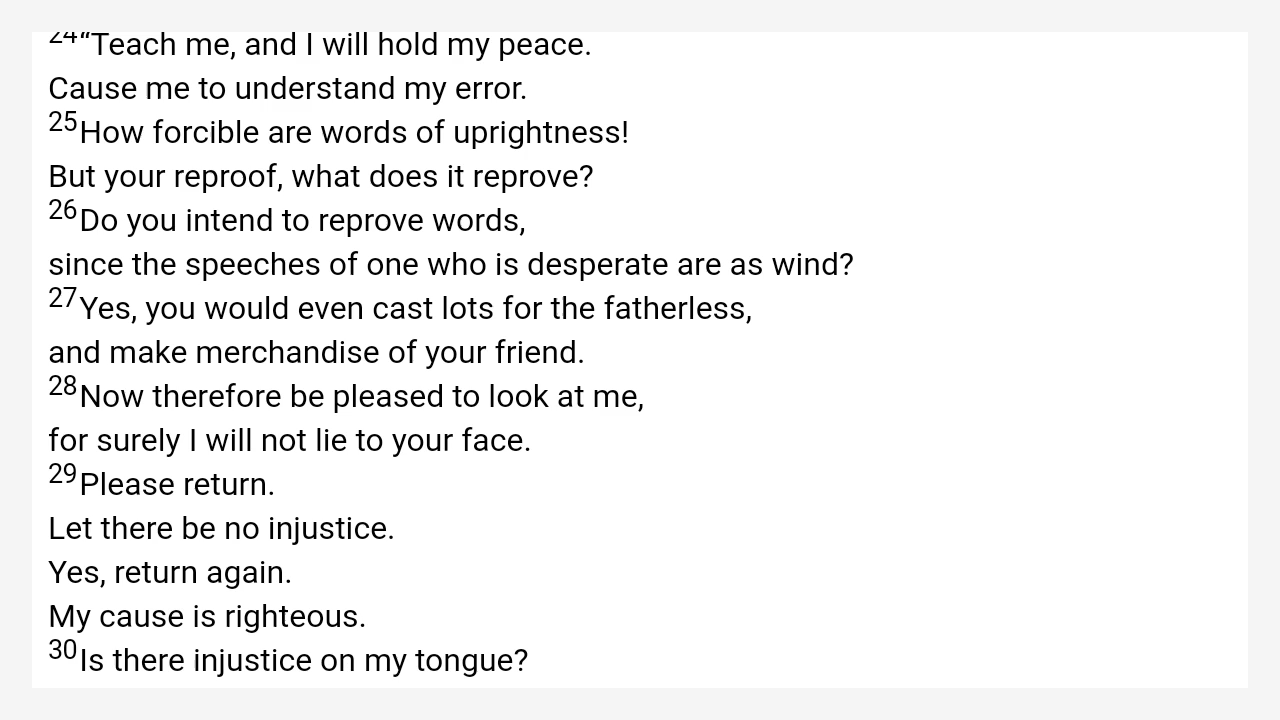 24“Teach me, and I will hold my peace.
Cause me to understand my error.
25How forcible are words of uprightness!
But your reproof, what does it reprove?
26Do you intend to reprove words,
since the speeches of one who is desperate are as wind?
27Yes, you would even cast lots for the fatherless,
and make merchandise of your friend.
28Now therefore be pleased to look at me,
for surely I will not lie to your face.
29Please return.
Let there be no injustice.
Yes, return again.
My cause is righteous.
30Is there injustice on my tongue?